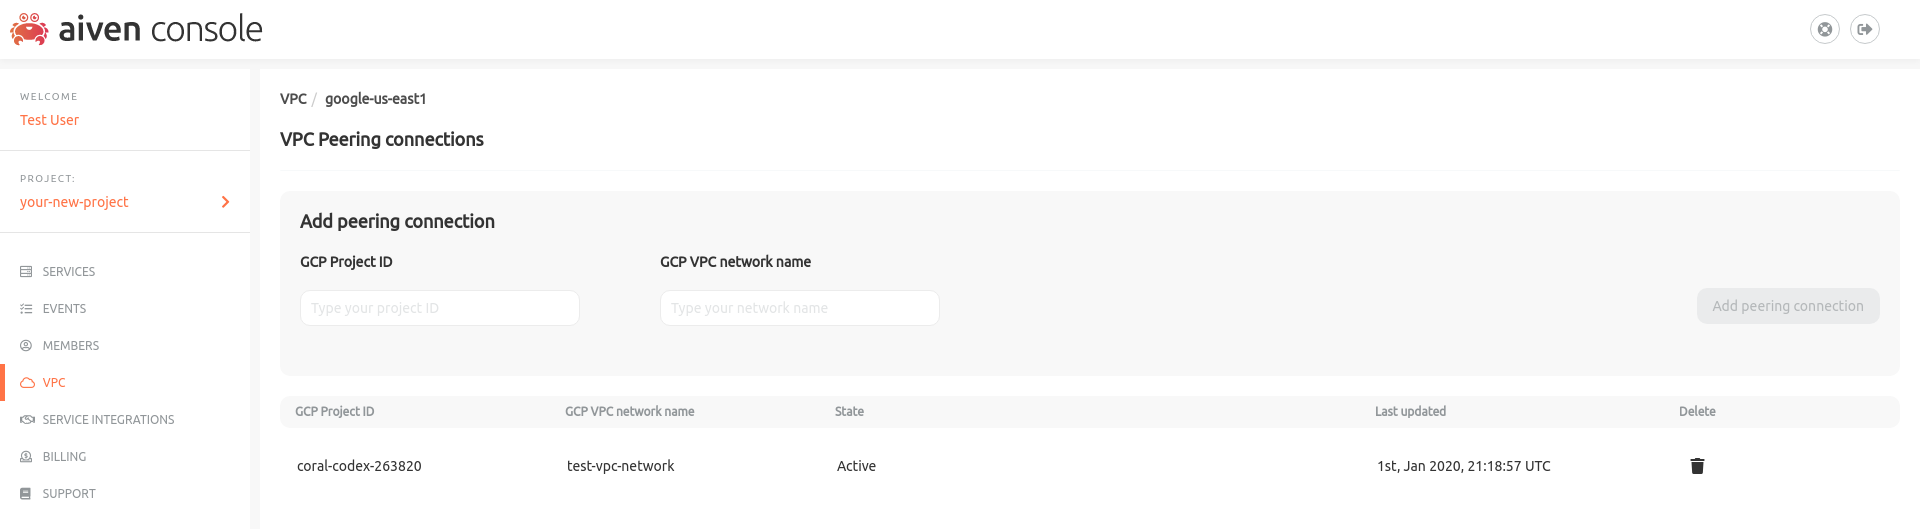 aiven console
WELCOME
Test User
PROJECT:
your-new-project
SERVICES
EVENTS
MEMBERS
VPC
SERVICE INTEGRATIONS
BILLING
SUPPORT
VPC / google-us-east1
VPC Peering connections
Add peering connection
GCP Project ID GCP VPC network name
Type your project ID Type your network name Add peering connection
GCP Project ID GCP VPC network name State Last updated Delete
coral-codex-263820 test-vpc-network Active 1st, Jan 2020, 21:18:57 UTC